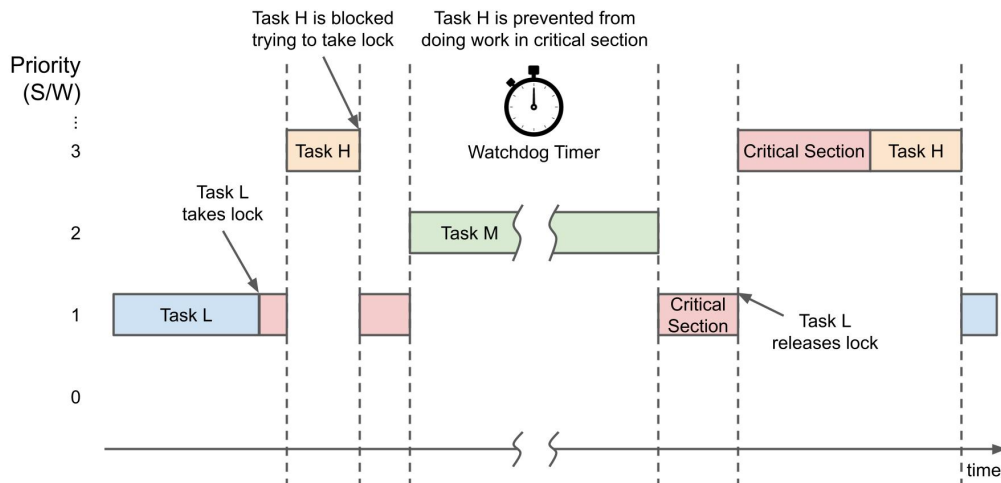 Task H is blocked
trying to take lock
Task H is prevented from
doing work in critical section
Priority
(S/W)
⋮
3
Task H
Watchdog Timer
Critical Section
Task H
Task L
takes lock
2
Task M
1
Task L
Critical
Section
Task L
releases lock
0
time